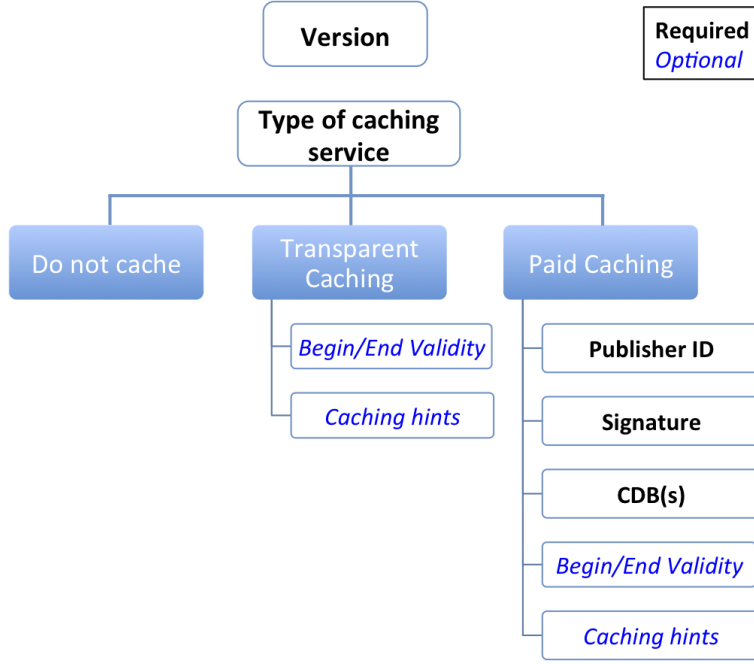 Version
Required
Optional
Type of caching
service
Do not cache
Transparent
Caching
Paid Caching
Begin/End Validity
Caching hints
Publisher ID
Signature
CDB(s)
Begin/End Validity
Caching hints